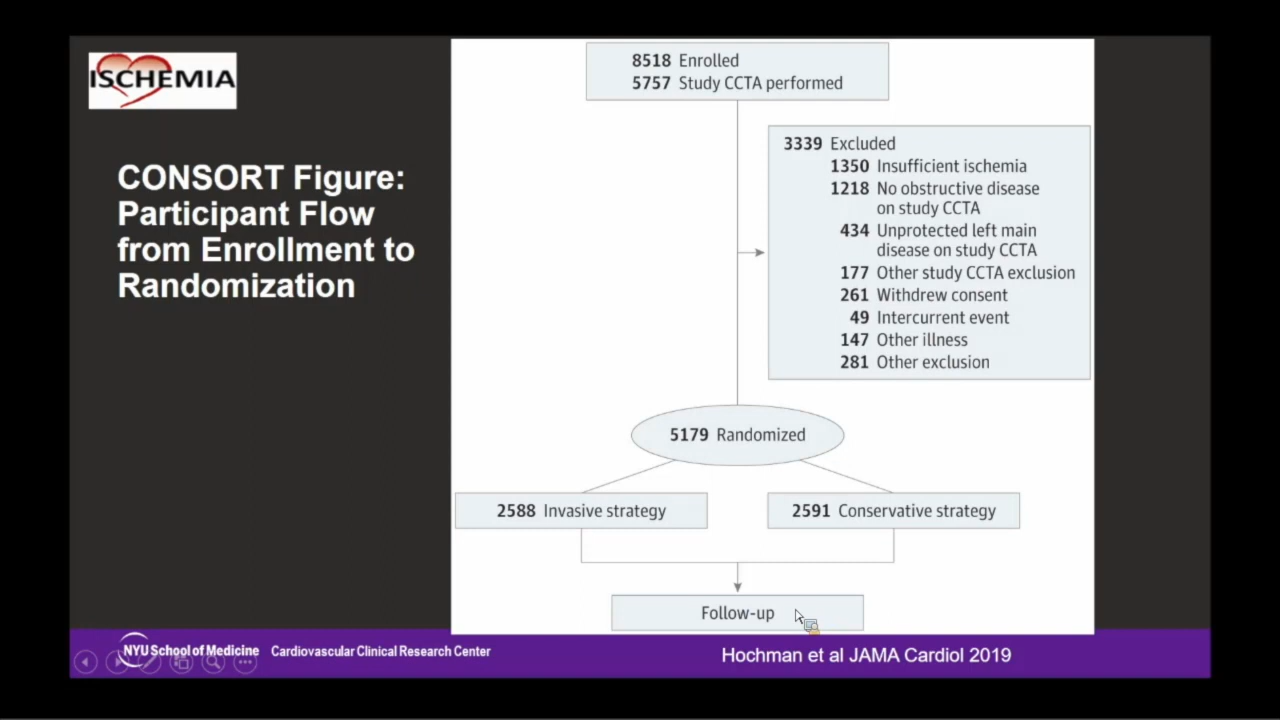 ISCHEMIA
CONSORT Figure:
Participant Flow
from Enrollment to
Randomization
8518 Enrolled
5757 Study CCTA performed
3339 Excluded
1350 Insufficient ischemia
1218 No obstructive disease
on study CCTA
434 Unprotected left main
disease on study CCTA
177 Other study CCTA exclusion
261 Withdrew consent
49 Intercurrent event
147 Other illness
281 Other exclusion
5179 Randomized
2588 Invasive strategy
2591 Conservative strategy
Follow-up
NYU School of Medicine
Cardiovascular Clinical Research Center
Hochman et al JAMA Cardiol 2019